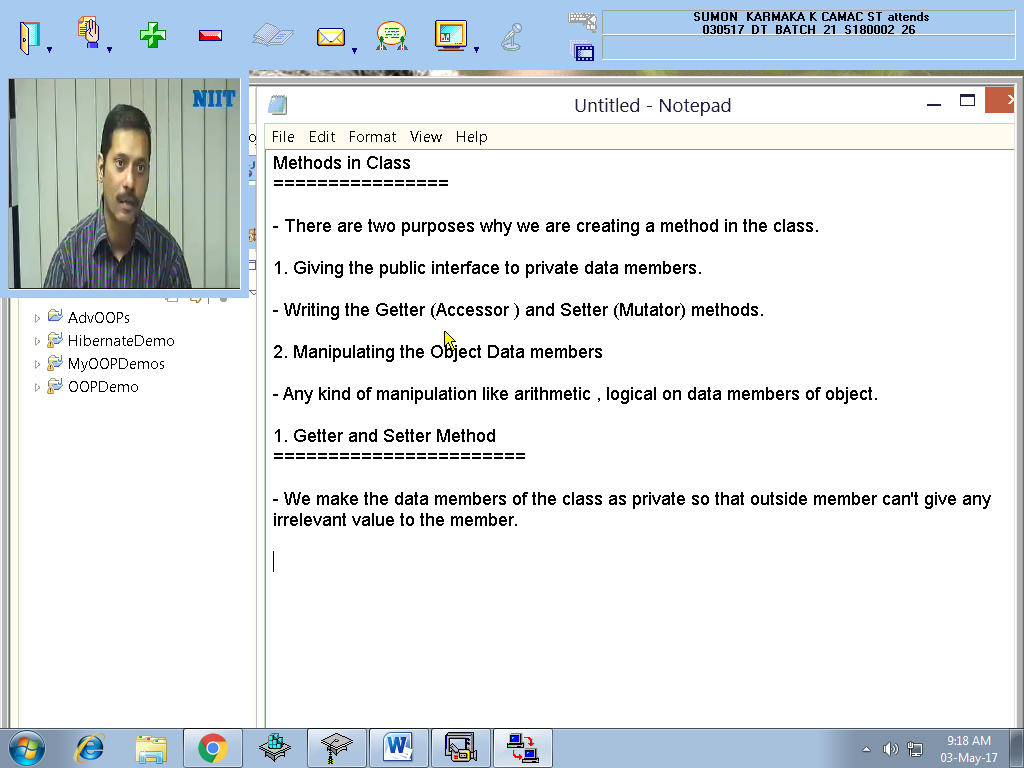 SUMON KARMAKA K CAMAC ST attends
030517 DT BATCH 21 S180002 26
NIIT
Untitled - Notepad
File Edit Format View Help
Methods in Class
================
- There are two purposes why we are creating a method in the class.
1. Giving the public interface to private data members.
- Writing the Getter (Accessor ) and Setter (Mutator) methods.
2. Manipulating the Object Data members
- Any kind of manipulation like arithmetic , logical on data members of object.
1. Getter and Setter Method
=======================
- We make the data members of the class as private so that outside member can't give any
irrelevant value to the member.
AdvOOPs
HibernateDemo
MyOOPDemos
OOPDemo
9:18 AM
03-May-17